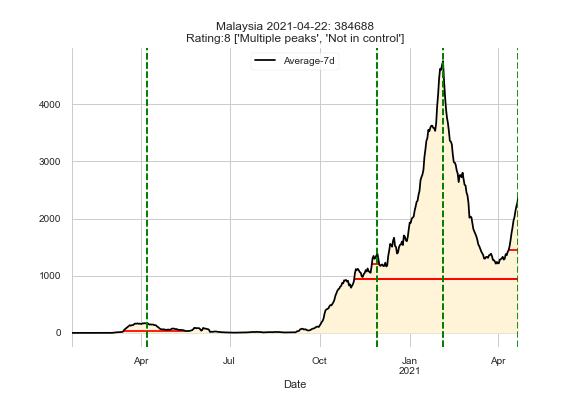 Malaysia 2021-04-22: 384688
Rating:8 ['Multiple peaks', 'Not in control']
Average-7d
4000
3000
2000
1000
0
Apr
Jul
Oct
Jan
2021
Apr
Date